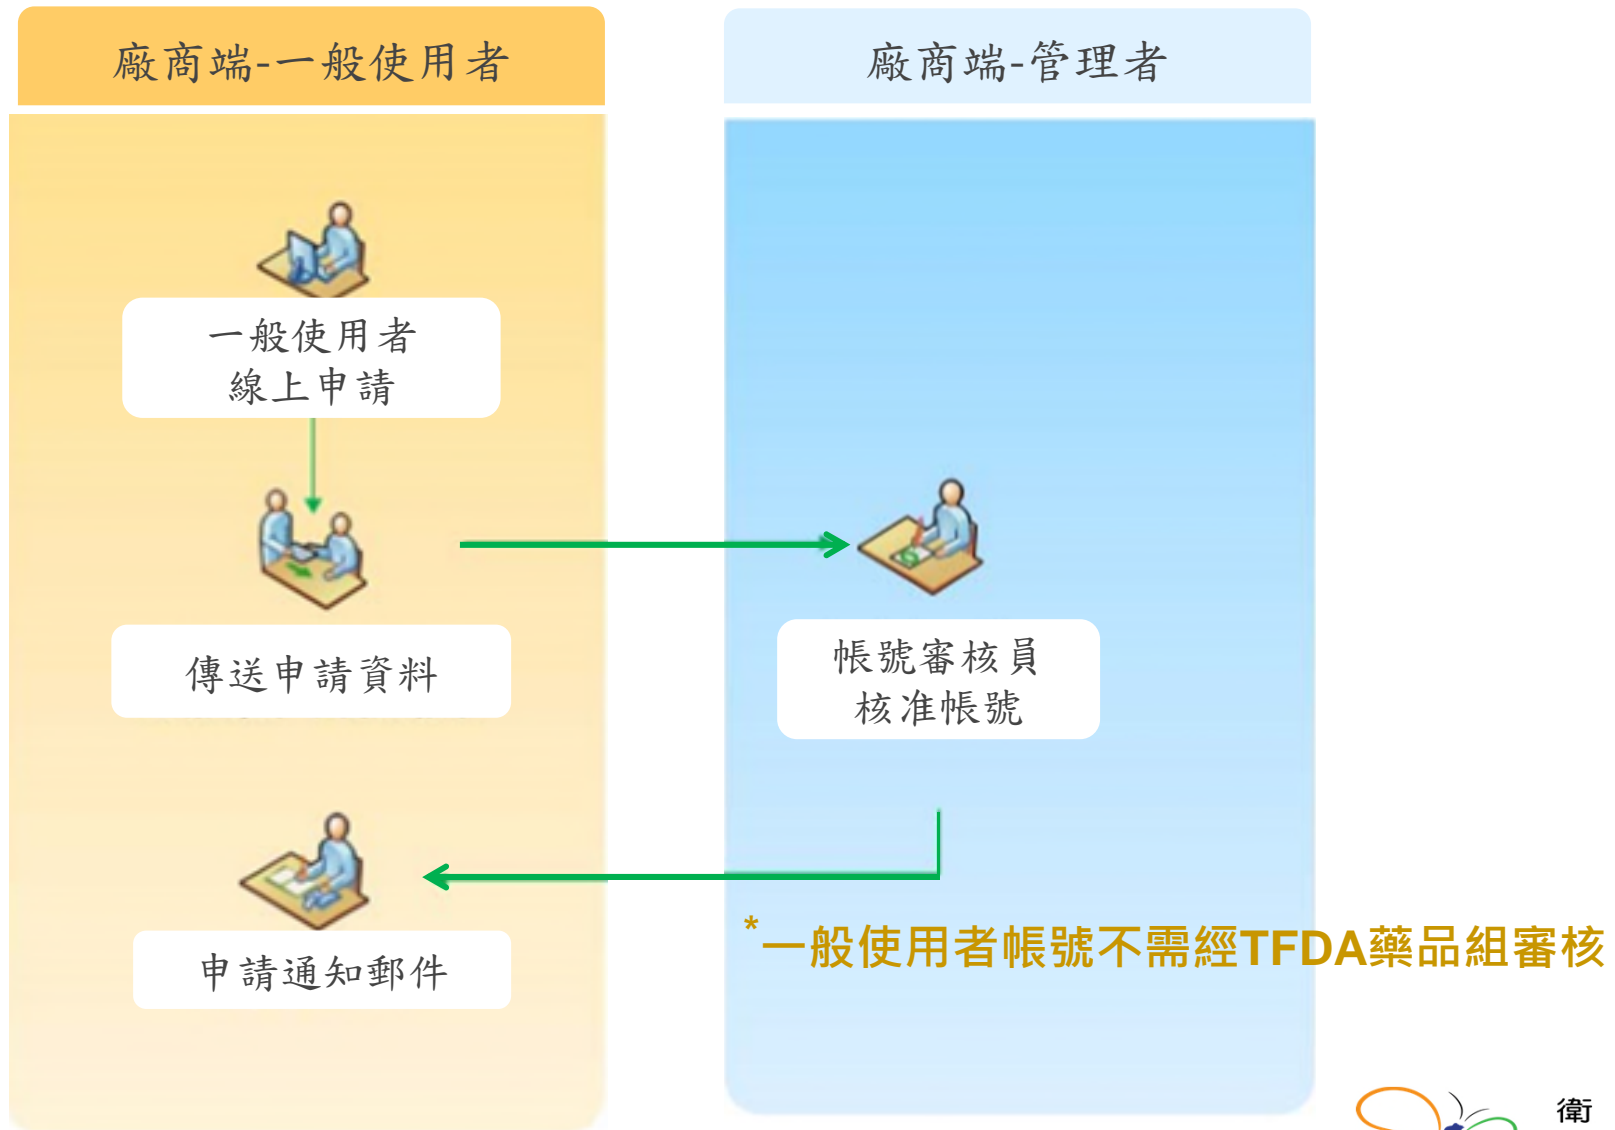 廠商端-一般使用者
廠商端-管理者
一般使用者
線上申請
傳送申請資料
帳號審核員
核准帳號
申請通知郵件
*一般使用者帳號不需經TFDA藥品組審核
衛